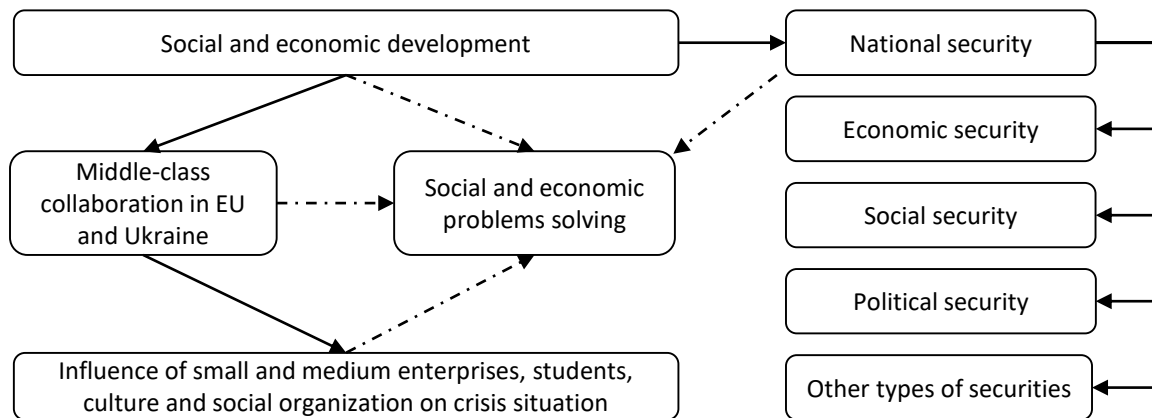 Social and economic development
National security
Economic security
Middle-class
collaboration in EU
and Ukraine
Social and economic
problems solving
Social security
Political security
Influence of small and medium enterprises, students,
culture and social organization on crisis situation
Other types of securities